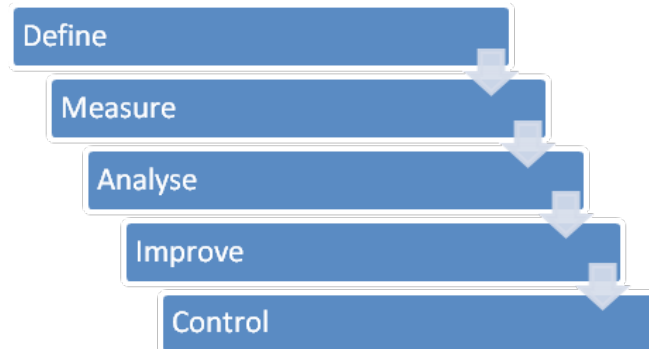 Define
Measure
Analyse
Improve
Control